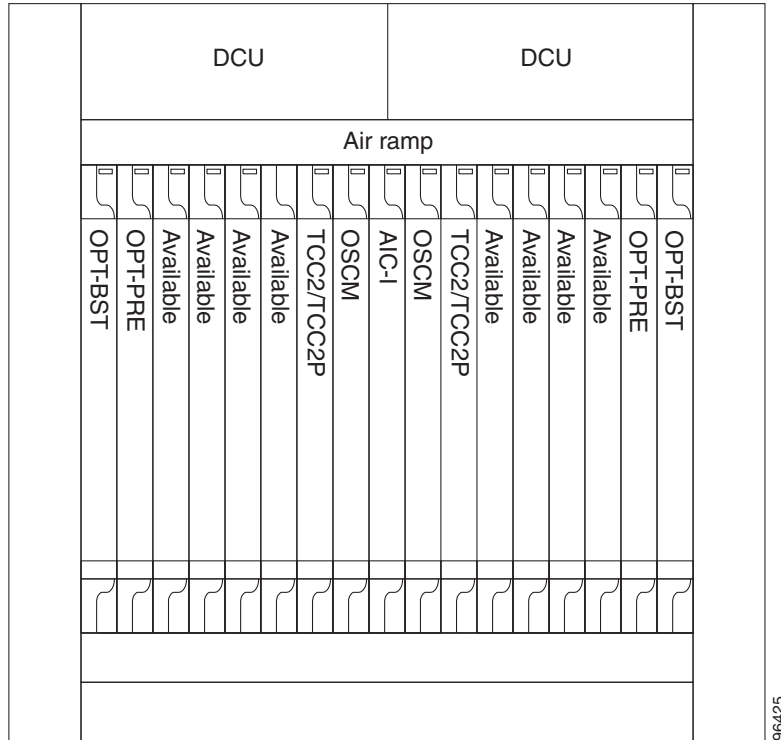 DCU
DCU
Air ramp
OPT-BST
OPT-PRE
Available
Available
Available
Available
TCC2/TCC2P
OSCM
AIC-I
OSCM
TCC2/TCC2P
Available
Available
Available
Available
OPT-PRE
OPT-BST
96425